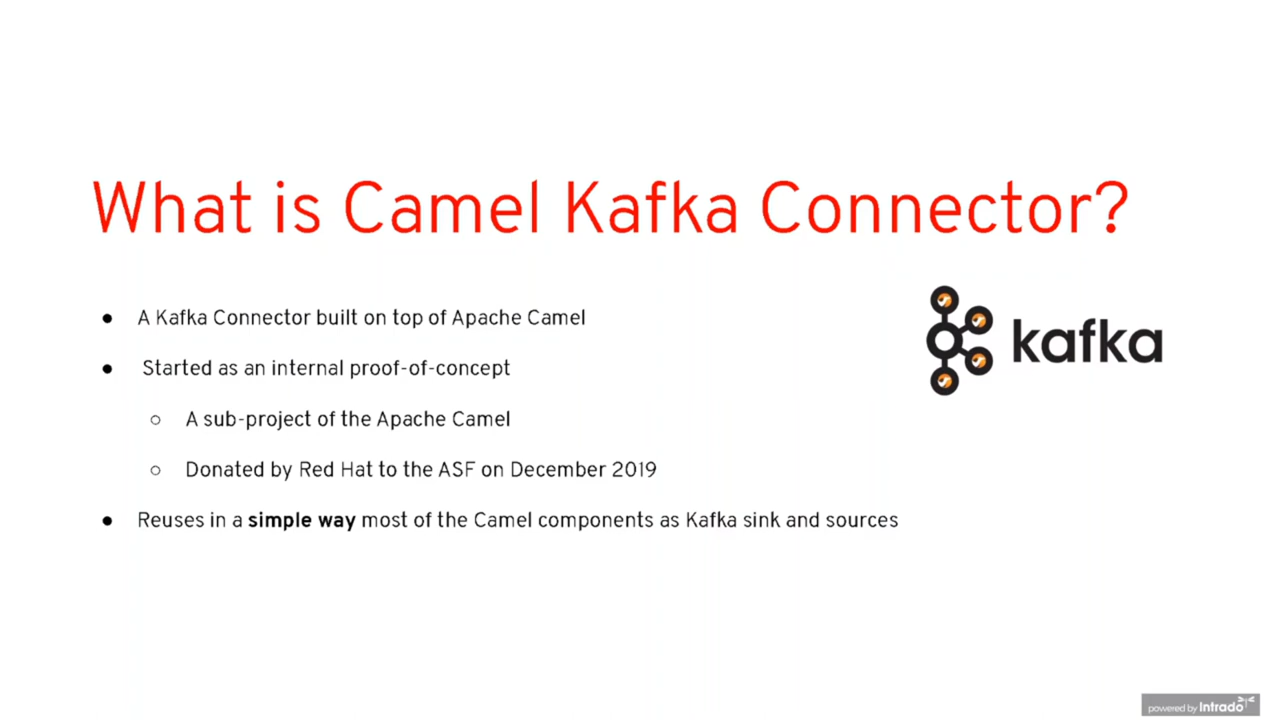 What is Camel Kafka Connector?
● A Kafka Connector built on top of Apache Camel
● Started as an internal proof-of-concept
○ A sub-project of the Apache Camel
○ Donated by Red Hat to the ASF on December 2019
● Reuses in a simple way most of the Camel components as Kafka sink and sources
kafka
powered by Intrado